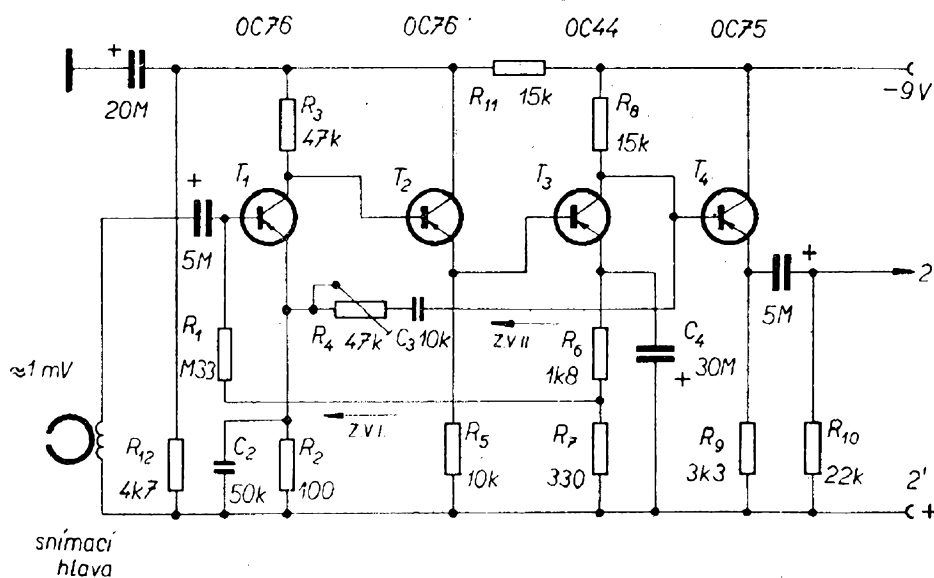 OC76
OC76
OC44
OC75
+
20M
R3
47k
R11
15k
R8
15k
-9V
T1
T2
T3
T4
+
5M
+
5M
2
R1
M33
R4
47k
C3
10k
Z.V II.
R6
1k8
C4
30M
+
≈1 mV
Z.V I.
R12
4k7
C2
50k
R2
100
R5
10k
R7
330
R9
3k3
R10
22k
2'
+
snímací
hlava